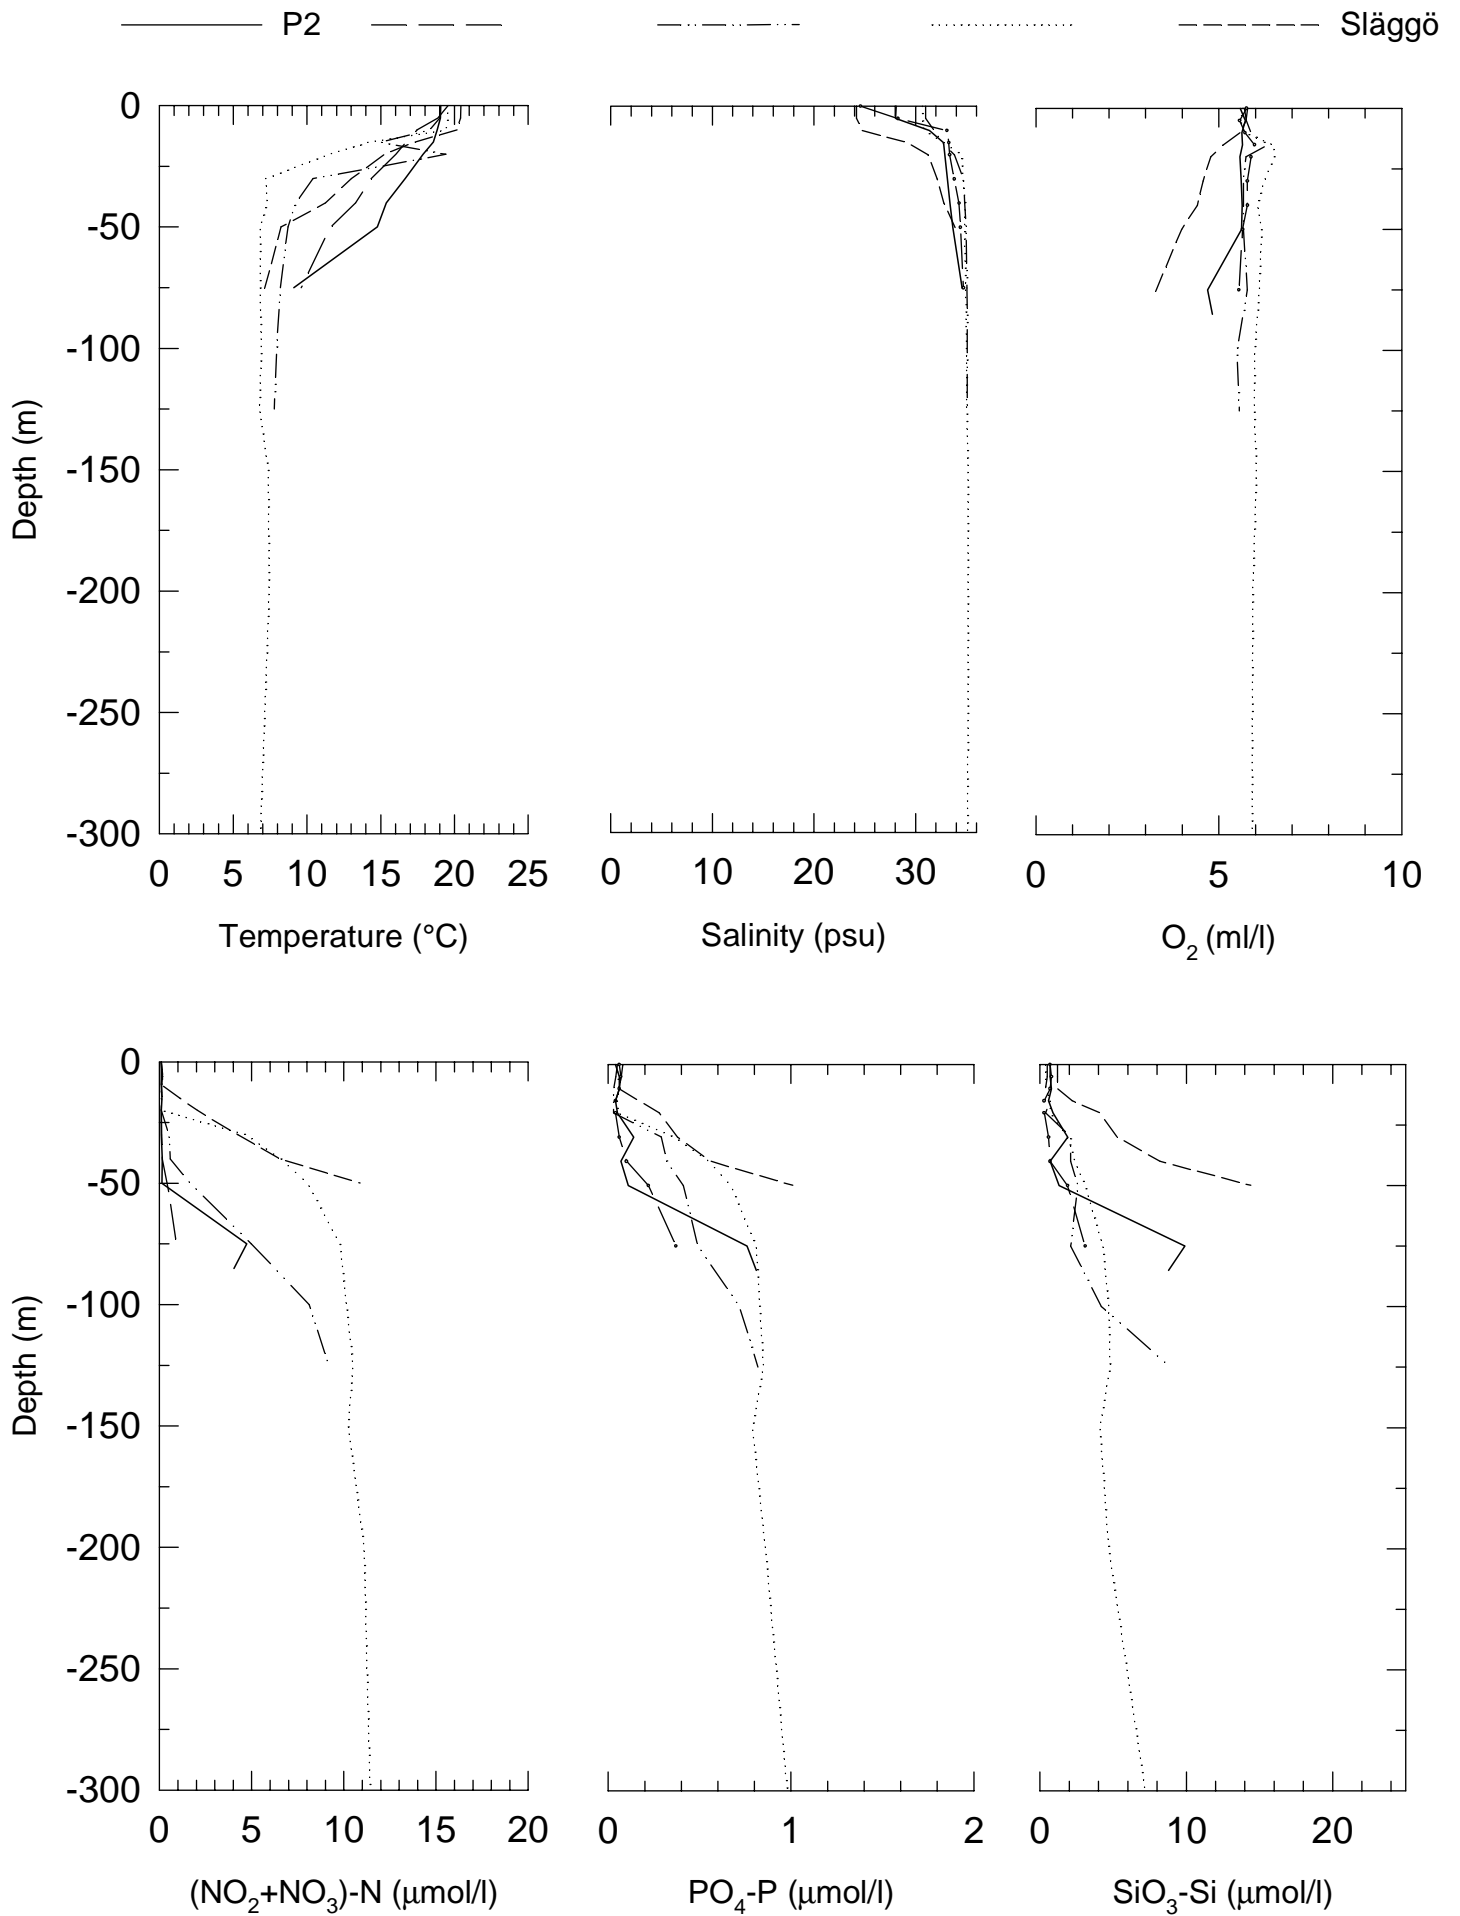 P2 Släggö
0
-50
-100
-150
-200
-250
-300
Depth (m)
0 5 10 15 20 25
Temperature (°C)
0 10 20 30
Salinity (psu)
0 5 10
O2 (ml/l)
0
-50
-100
-150
-200
-250
-300
Depth (m)
0 5 10 15 20
(NO2+NO3)-N (μmol/l)
0 1 2
PO4-P (μmol/l)
0 10 20
SiO3-Si (μmol/l)